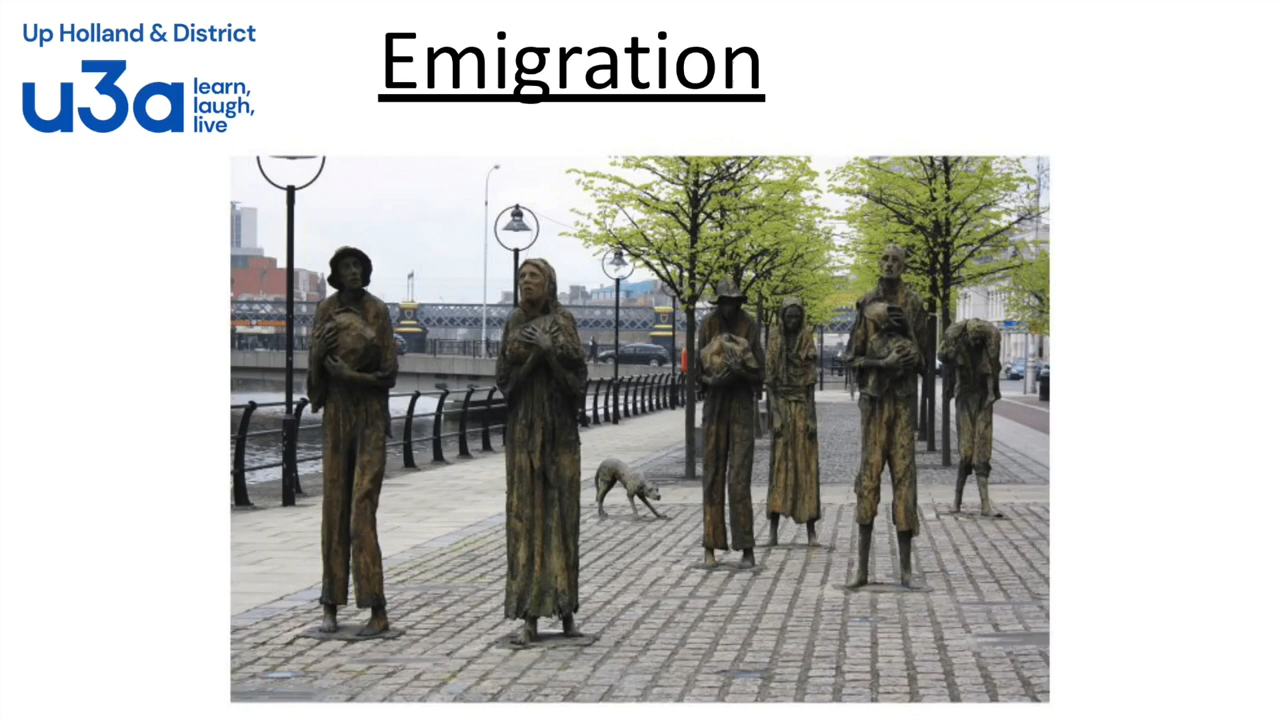 Up Holland & District
u3a
learn,
laugh,
live
Emigration